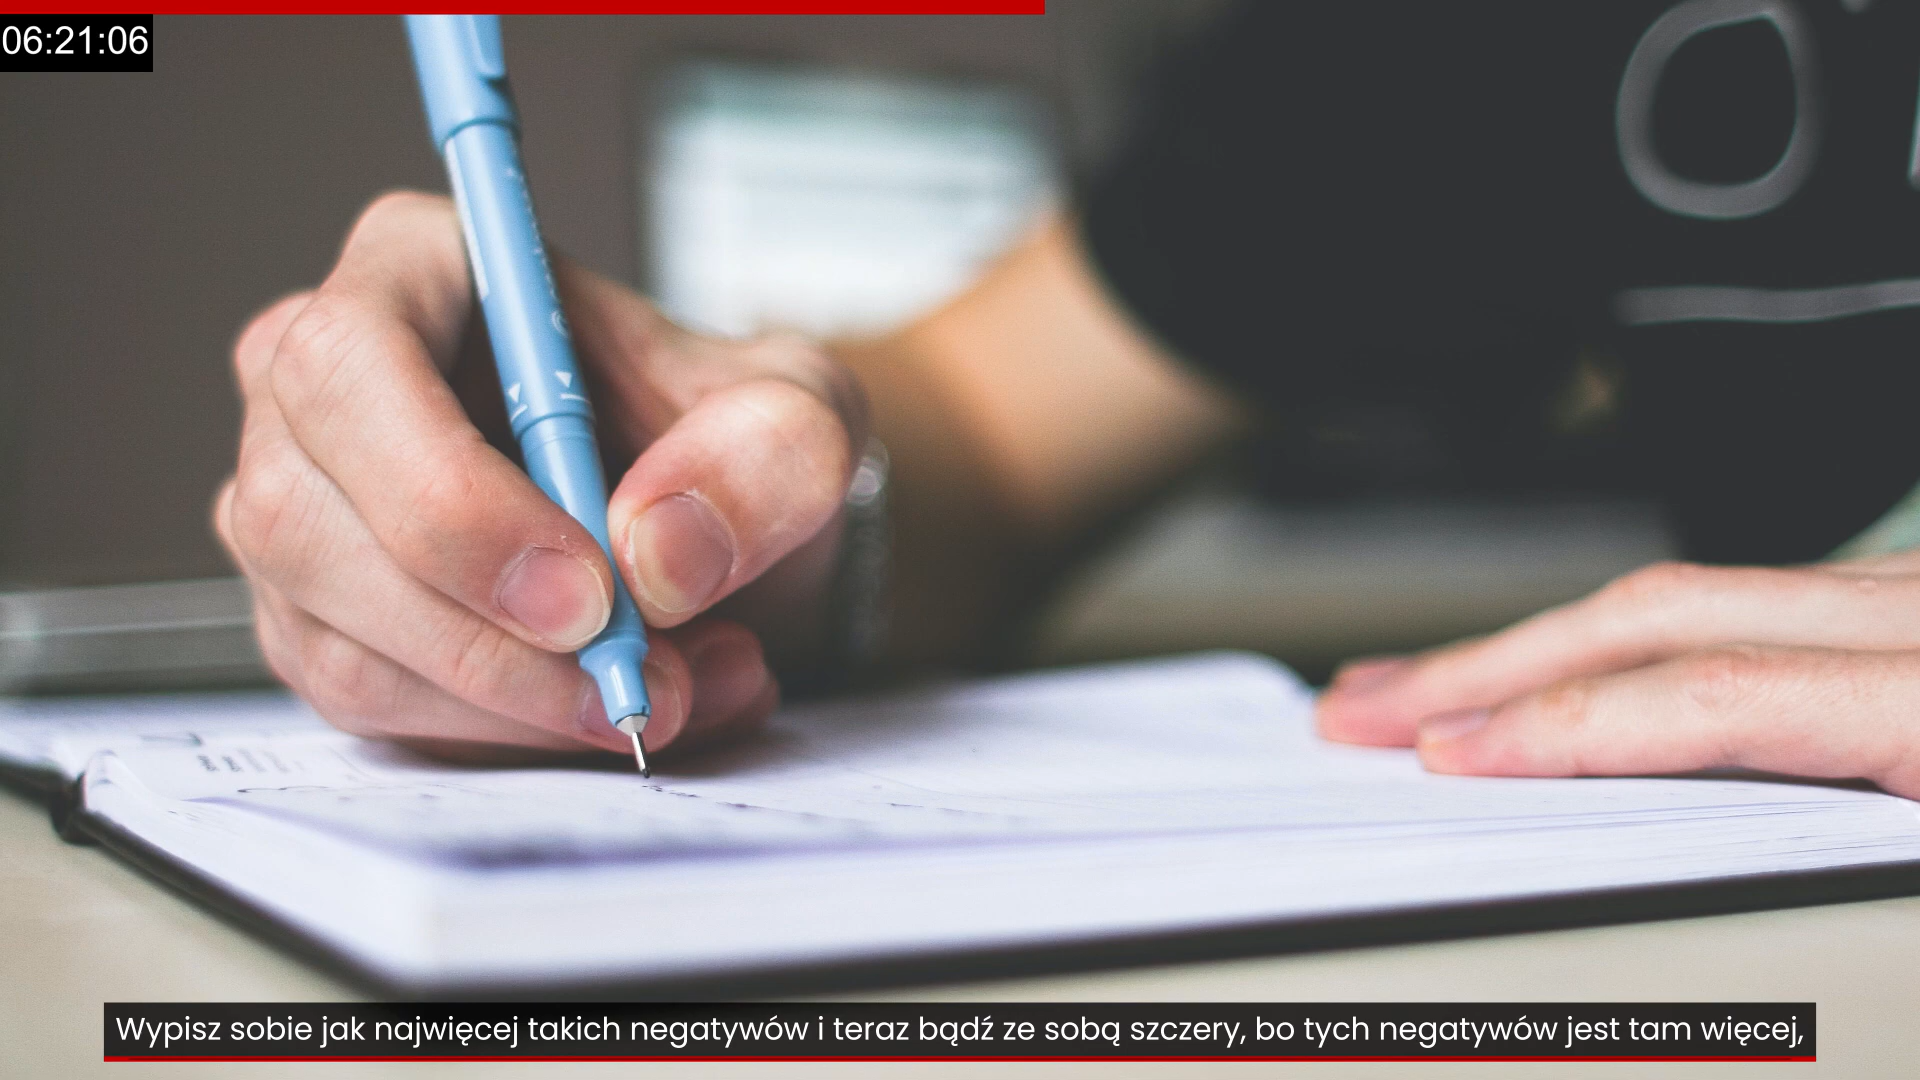 06:21:06
Wypisz sobie jak najwięcej takich negatywów i teraz bądź ze sobą szczery, bo tych negatywów jest tam więcej,